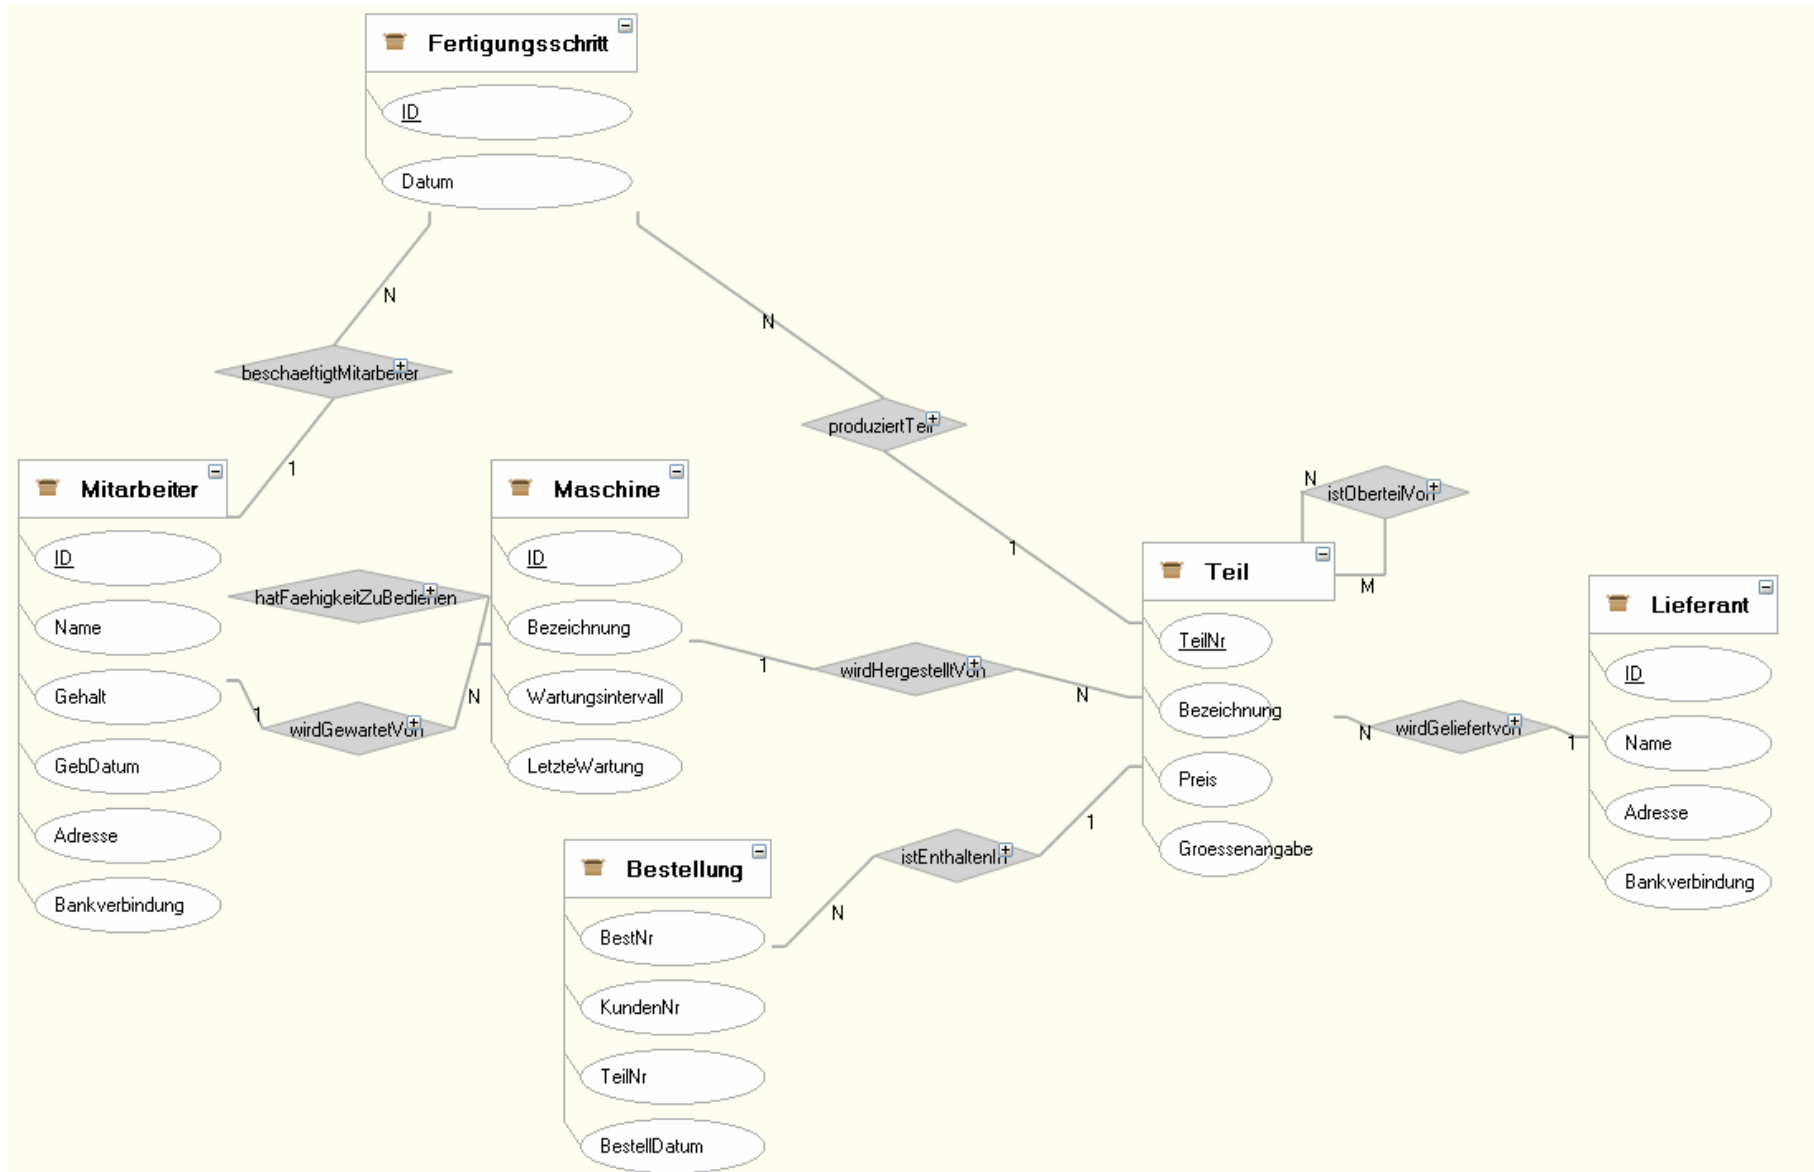 Fertigungsschritt
ID
Datum
N
N
beschaeftigtMitarbeiter
produziertTeil
1
1
Mitarbeiter
ID
Name
Gehalt
GebDatum
Adresse
Bankverbindung
hatFaehigkeitZuBedienen
1
wirdGewartetVon
N
Maschine
ID
Bezeichnung
Wartungsintervall
LetzteWartung
1
wirdHergestelltVon
N
N
istOberteilVon
M
Teil
TeilNr
Bezeichnung
Preis
Groessenangabe
N
wirdGeliefertvon
1
Lieferant
ID
Name
Adresse
Bankverbindung
1
istEnthaltenIn
N
Bestellung
BestNr
KundenNr
TeilNr
BestellDatum